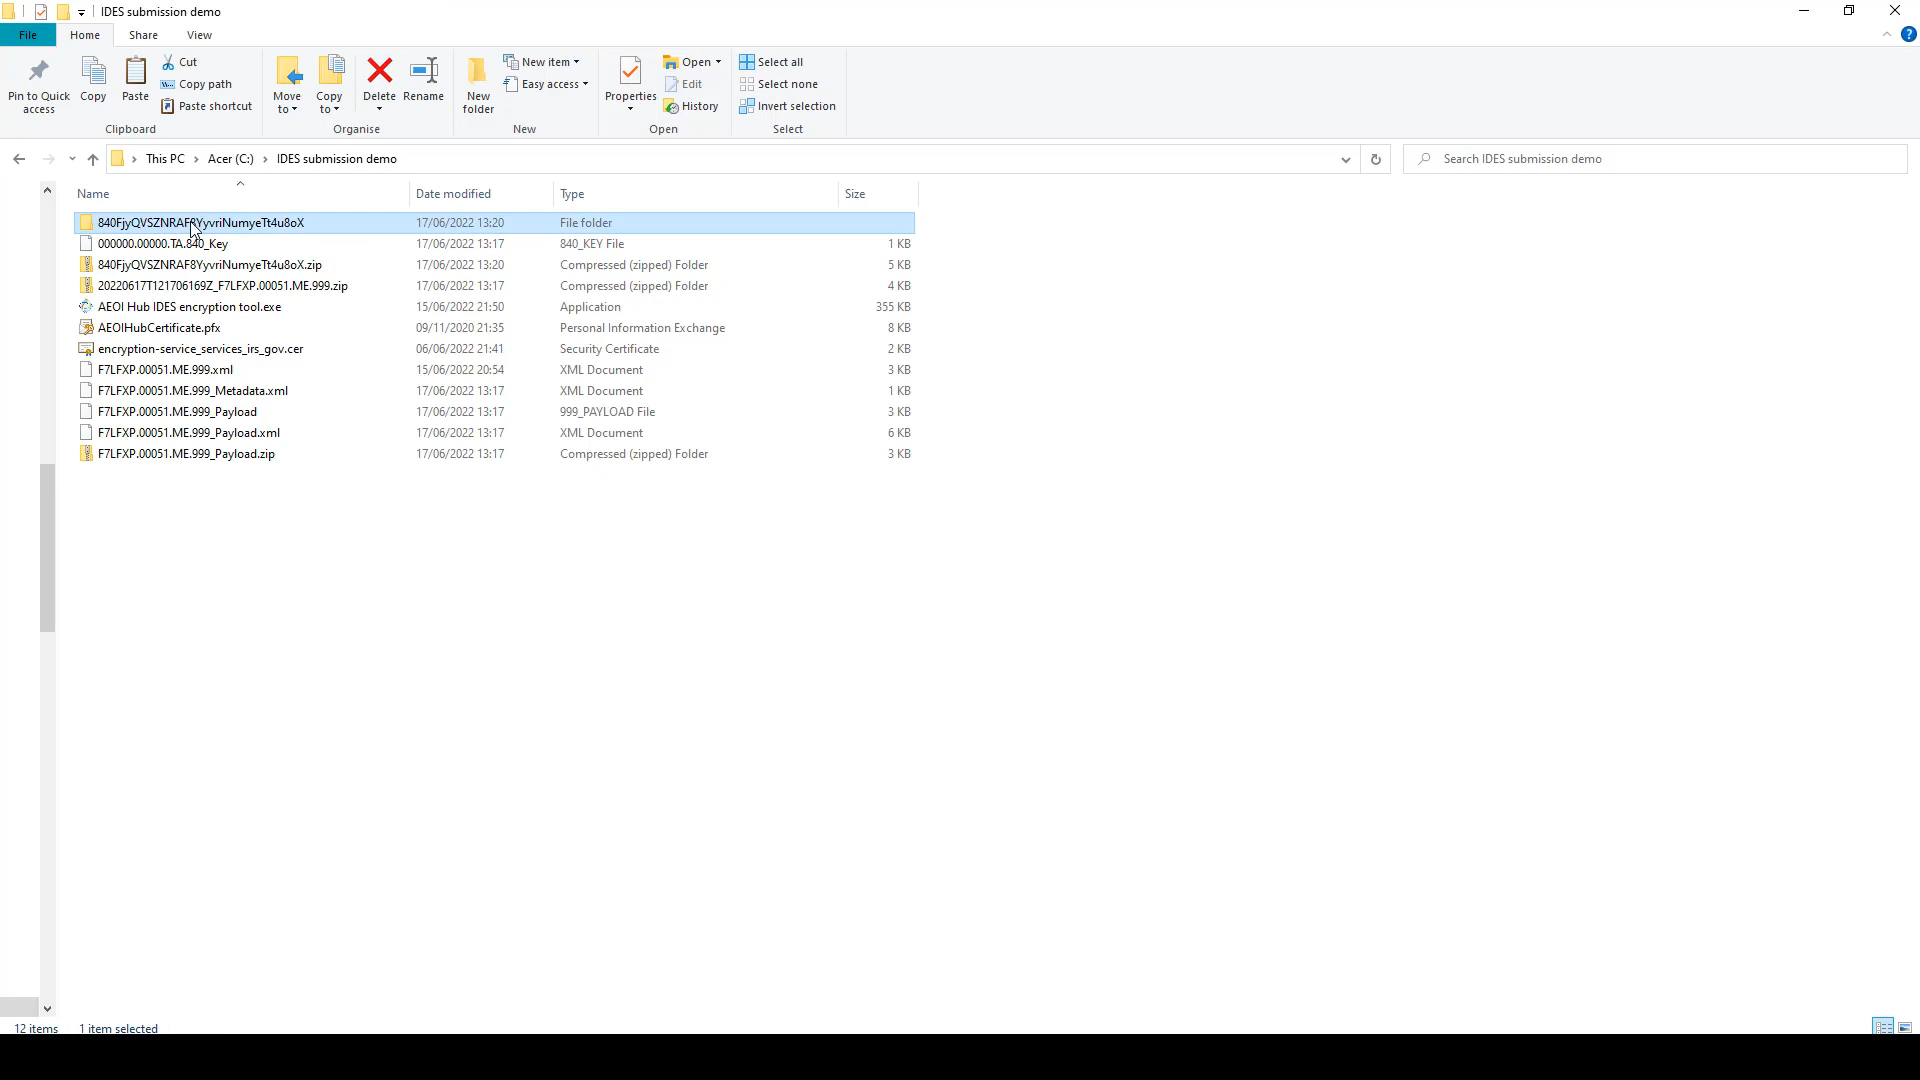 IDES submission demo
File Home Share View
Pin to Quick access
Copy
Paste
Cut
Copy path
Paste shortcut
Clipboard
Move to
Copy to
Delete
Rename
Organise
New folder
New item
Easy access
New
Properties
Open
Edit
History
Open
Select all
Select none
Invert selection
Select
This PC › Acer (C:) › IDES submission demo
Search IDES submission demo
Name Date modified Type Size
840FjyQVSZNRAF8YyvriNumyeTt4u8oX 17/06/2022 13:20 File folder
000000.00000.TA.840_Key 17/06/2022 13:17 840_KEY File 1 KB
840FjyQVSZNRAF8YyvriNumyeTt4u8oX.zip 17/06/2022 13:20 Compressed (zipped) Folder 5 KB
20220617T121706169Z_F7LFXP.00051.ME.999.zip 17/06/2022 13:17 Compressed (zipped) Folder 4 KB
AEOI Hub IDES encryption tool.exe 15/06/2022 21:50 Application 355 KB
AEOIHubCertificate.pfx 09/11/2020 21:35 Personal Information Exchange 8 KB
encryption-service_services_irs_gov.cer 06/06/2022 21:41 Security Certificate 2 KB
F7LFXP.00051.ME.999.xml 15/06/2022 20:54 XML Document 3 KB
F7LFXP.00051.ME.999_Metadata.xml 17/06/2022 13:17 XML Document 1 KB
F7LFXP.00051.ME.999_Payload 17/06/2022 13:17 999_PAYLOAD File 3 KB
F7LFXP.00051.ME.999_Payload.xml 17/06/2022 13:17 XML Document 6 KB
F7LFXP.00051.ME.999_Payload.zip 17/06/2022 13:17 Compressed (zipped) Folder 3 KB
12 items 1 item selected